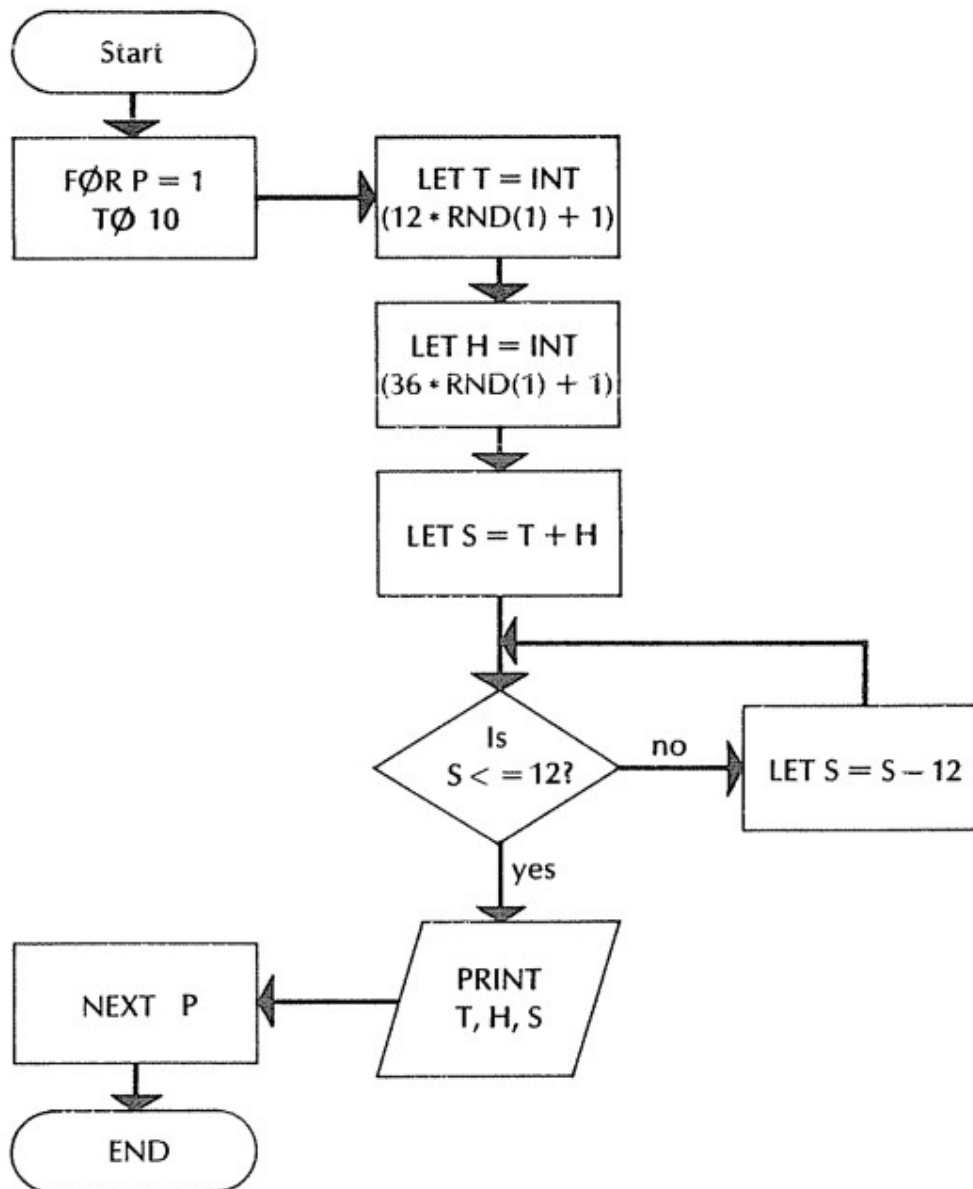 Start
FØR P = 1
TØ 10
LET T = INT
(12 * RND(1) + 1)
LET H = INT
(36 * RND(1) + 1)
LET S = T + H
Is
S < = 12?
no
LET S = S – 12
yes
PRINT
T, H, S
NEXT P
END